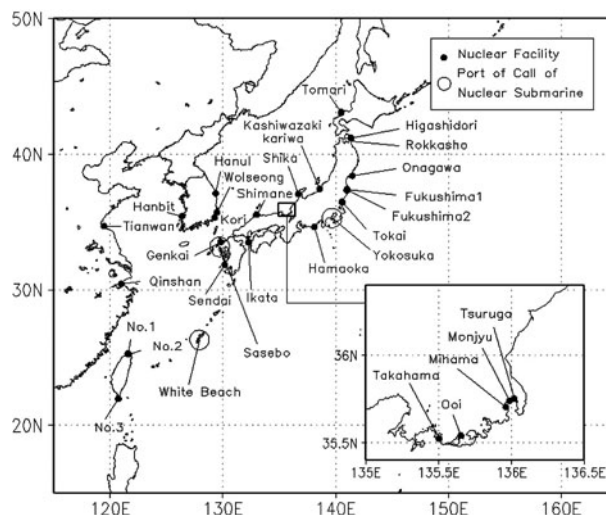 50N
40N
30N
20N
120E
130E
140E
150E
160E
Nuclear Facility
Port of Call of
Nuclear Submarine
Tomari
Kashiwazaki
kariwa
Shika
Higashidori
Rokkasho
Onagawa
Fukushima1
Fukushima2
Tokai
Yokosuka
Hamaoka
Hanul
Wolseong
Shimane
Kori
Hanbit
Tianwan
Genkai
Qinshan
Sendai
Ikata
Sasebo
No.1
No.2
No.3
White Beach
Tsuruga
Monjyu
Mihama
Takahama
Ooi
36N
35.5N
135E
135.5E
136E
136.5E